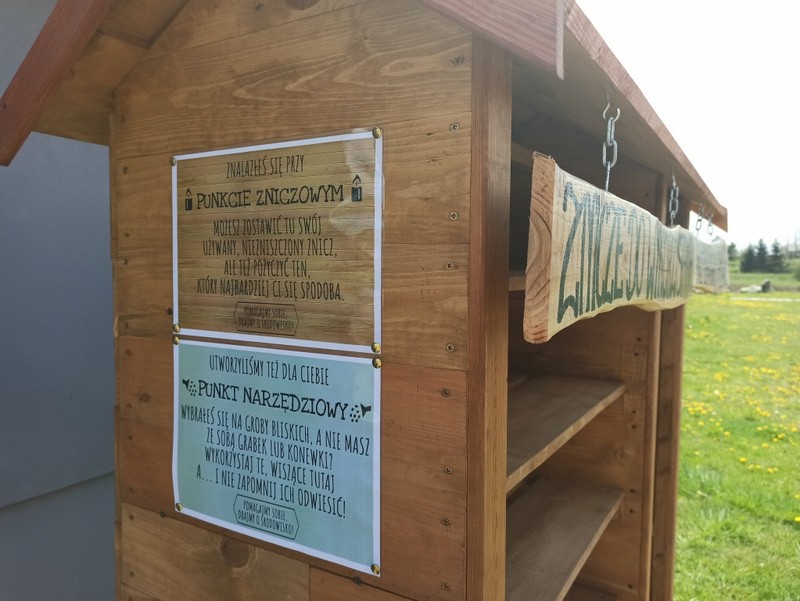 ZNALAZŁEŚ SIĘ PRZY
PUNKCIE ZNICZOWYM
MOŻESZ ZOSTAWIĆ TU SWÓJ
UŻYWANY, NIEZNISZCZONY ZNICZ,
ALE TEŻ POŻYCZYĆ TEN,
KTÓRY NAJBARDZIEJ CI SIĘ SPODOBA.
POMAGAJMY SOBIE,
DBAJMY O ŚRODOWISKO!
UTWORZYLIŚMY TEŻ DLA CIEBIE
PUNKT NARZĘDZIOWY
WYBRAŁEŚ SIĘ NA GROBY BLISKICH, A NIE MASZ
ZE SOBĄ GRABEK LUB KONEWKI?
WYKORZYSTAJ TE, WISZĄCE TUTAJ
A... I NIE ZAPOMNIJ ICH ODWIESIĆ!
POMAGAJMY SOBIE,
DBAJMY O ŚRODOWISKO!
ZNICZE DO